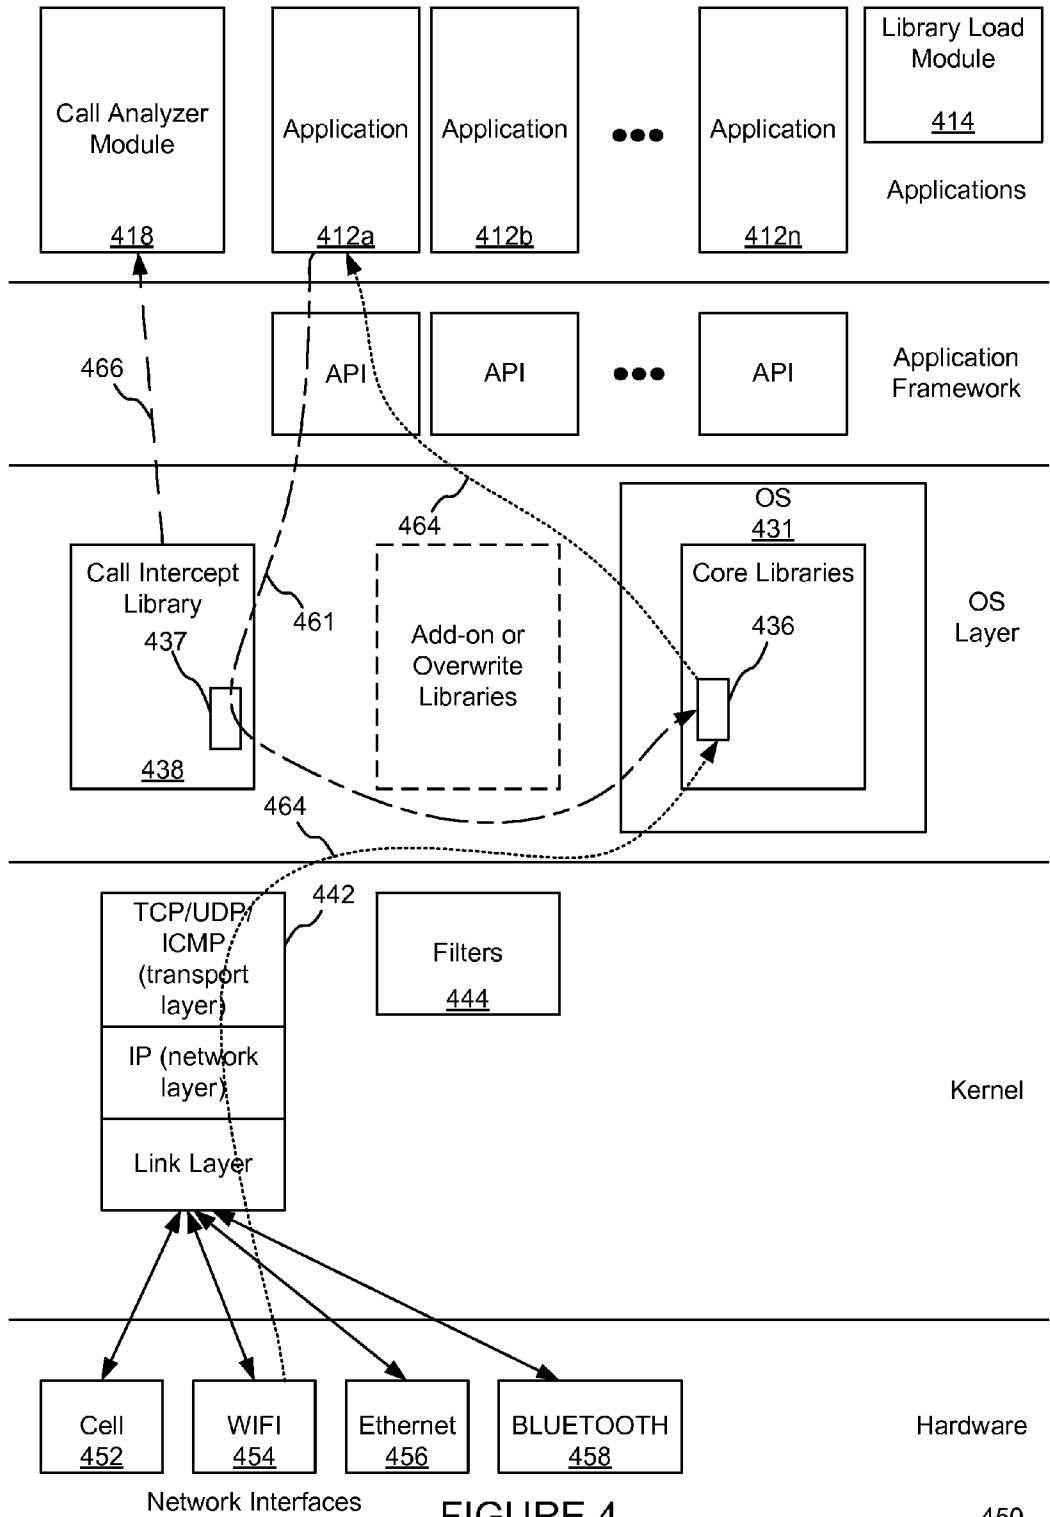 Call Analyzer
Module
418
Application
412a
Application
412b
Application
412n
Library Load
Module
414
Applications
API
API
API
Application
Framework
466
464
461
Call Intercept
Library
437
438
Add-on or
Overwrite
Libraries
OS
431
Core Libraries
436
OS
Layer
464
442
TCP/UDP/
ICMP
(transport
layer)
IP (network
layer)
Link Layer
Filters
444
Kernel
Cell
452
WIFI
454
Ethernet
456
BLUETOOTH
458
Hardware
Network Interfaces
FIGURE 4
450